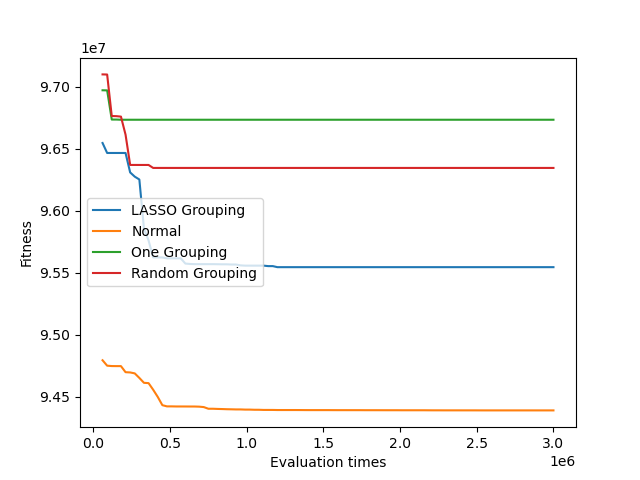 1e7
9.70
9.65
9.60
9.55
9.50
9.45
Fitness
LASSO Grouping
Normal
One Grouping
Random Grouping
0.0 0.5 1.0 1.5 2.0 2.5 3.0
Evaluation times
1e6